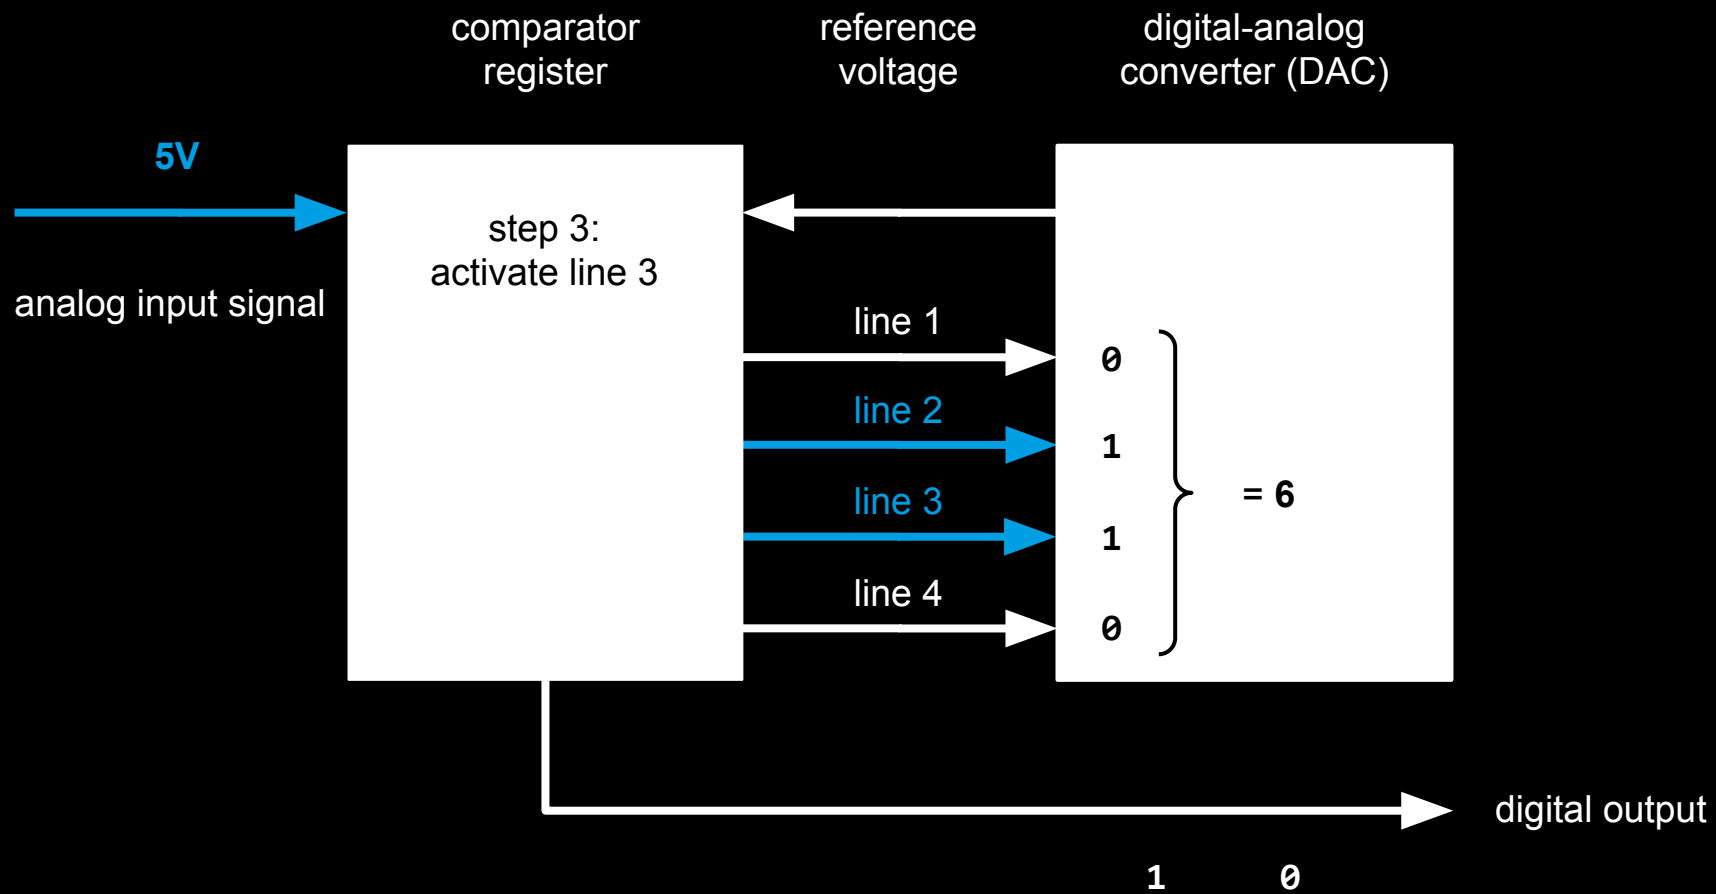 comparator
register
reference
voltage
digital-analog
converter (DAC)
5V
analog input signal
step 3:
activate line 3
line 1
line 2
line 3
line 4
0
1
1
0
= 6
digital output
1 0